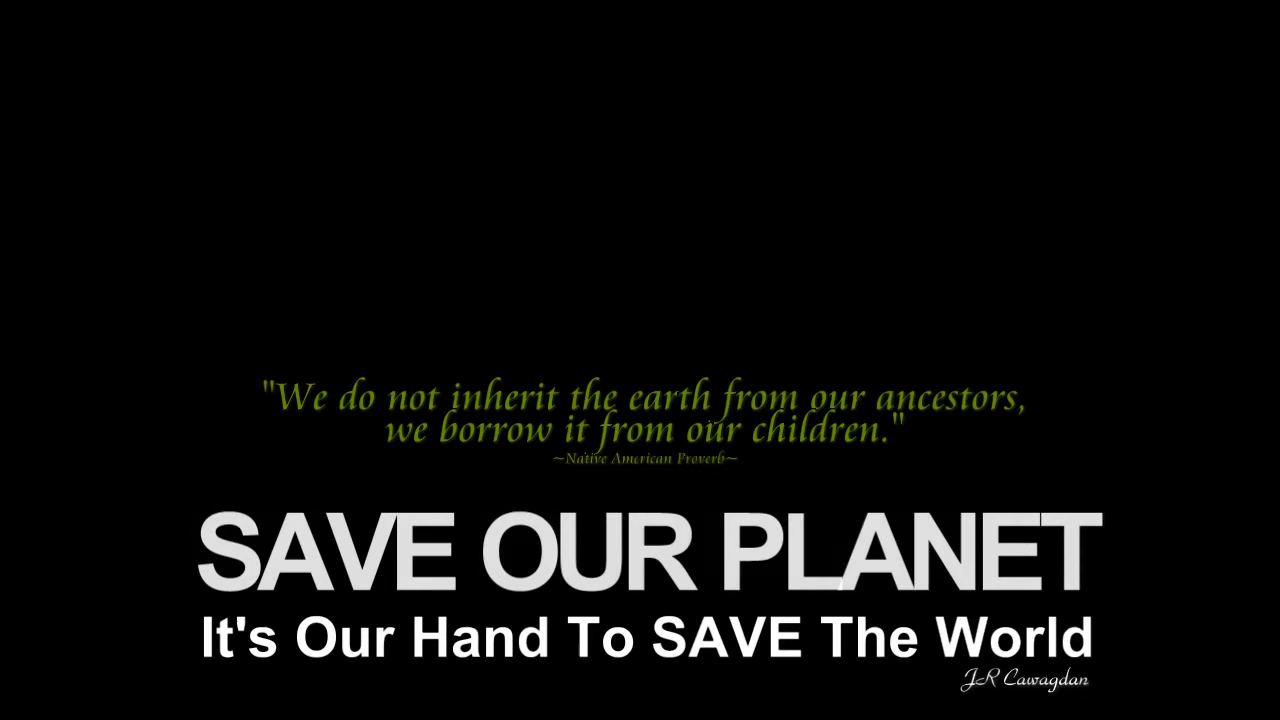 "We do not inherit the earth from our ancestors,
we borrow it from our children."
~Native American Proverb~
SAVE OUR PLANET
It's Our Hand To SAVE The World
J-R Cawagdan